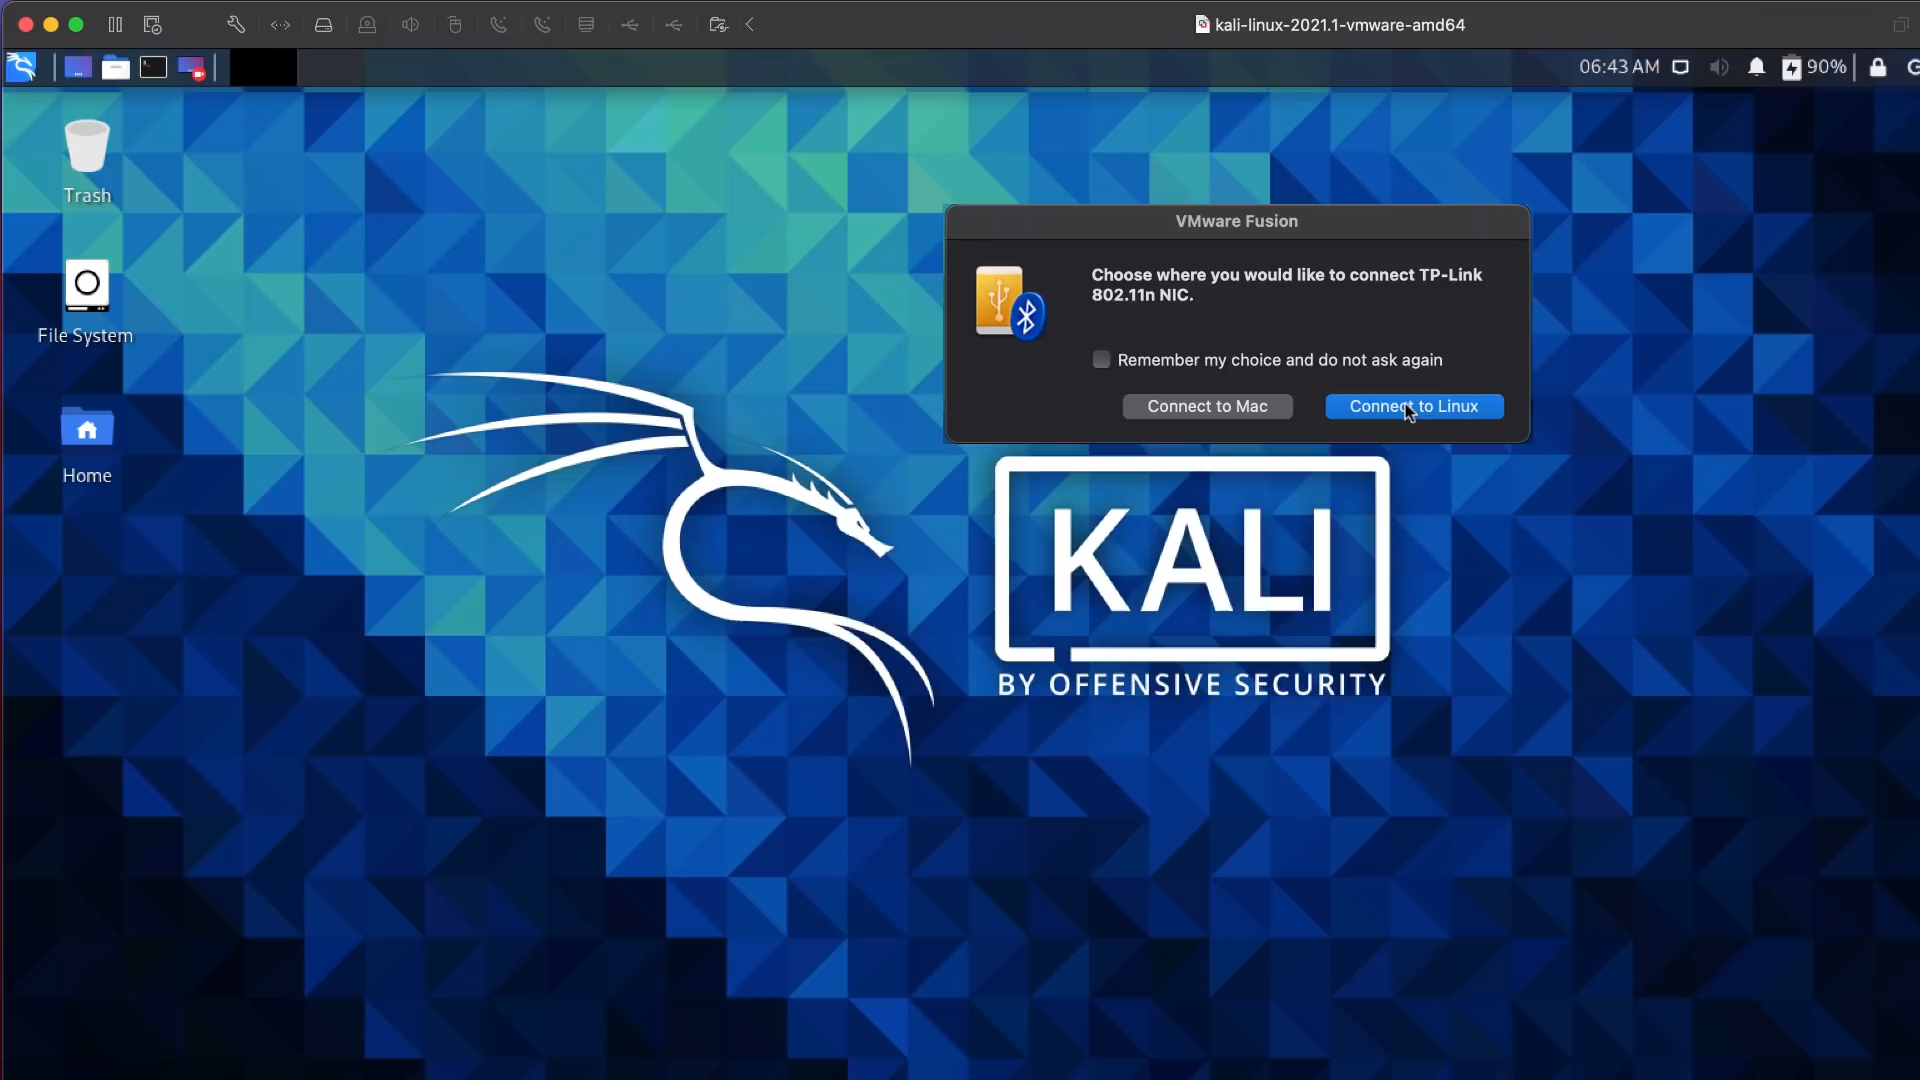 kali-linux-2021.1-vmware-amd64
06:43 AM
90%
Trash
File System
Home
VMware Fusion
Choose where you would like to connect TP-Link
802.11n NIC.
Remember my choice and do not ask again
Connect to Mac
Connect to Linux
KALI
BY OFFENSIVE SECURITY